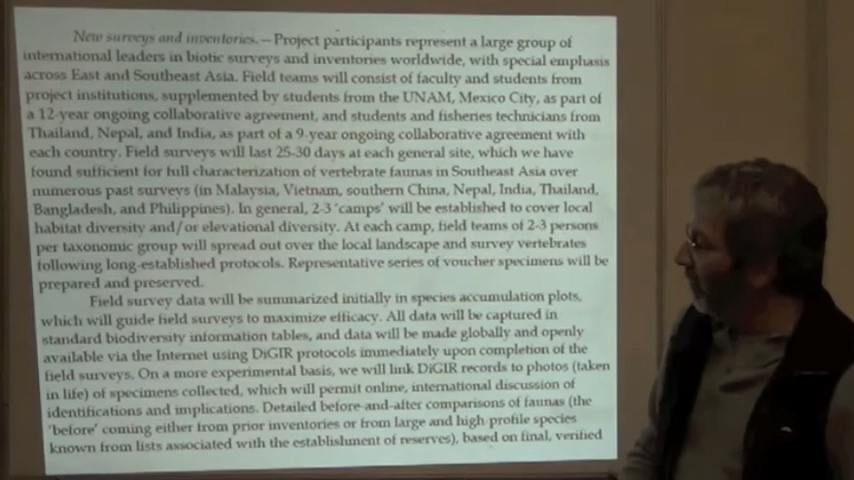 New surveys and inventories.—Project participants represent a large group of
international leaders in biotic surveys and inventories worldwide, with special emphasis
across East and Southeast Asia. Field teams will consist of faculty and students from
project institutions, supplemented by students from the UNAM, Mexico City, as part of
a 12-year ongoing collaborative agreement, and students and fisheries technicians from
Thailand, Nepal, and India, as part of a 9-year ongoing collaborative agreement with
each country. Field surveys will last 25-30 days at each general site, which we have
found sufficient for full characterization of vertebrate faunas in Southeast Asia over
numerous past surveys (in Malaysia, Vietnam, southern China, Nepal, India, Thailand,
Bangladesh, and Philippines). In general, 2-3 'camps' will be established to cover local
habitat diversity and/or elevational diversity. At each camp, field teams of 2-3 persons
per taxonomic group will spread out over the local landscape and survey vertebrates
following long-established protocols. Representative series of voucher specimens will be
prepared and preserved.
Field survey data will be summarized initially in species accumulation plots,
which will guide field surveys to maximize efficacy. All data will be captured in
standard biodiversity information tables, and data will be made globally and openly
available via the Internet using DiGIR protocols immediately upon completion of the
field surveys. On a more experimental basis, we will link DiGIR records to photos (taken
in life) of specimens collected, which will permit online, international discussion of
identifications and implications. Detailed before-and-after comparisons of faunas (the
'before' coming either from prior inventories or from large and high-profile species
known from lists associated with the establishment of reserves), based on final, verified